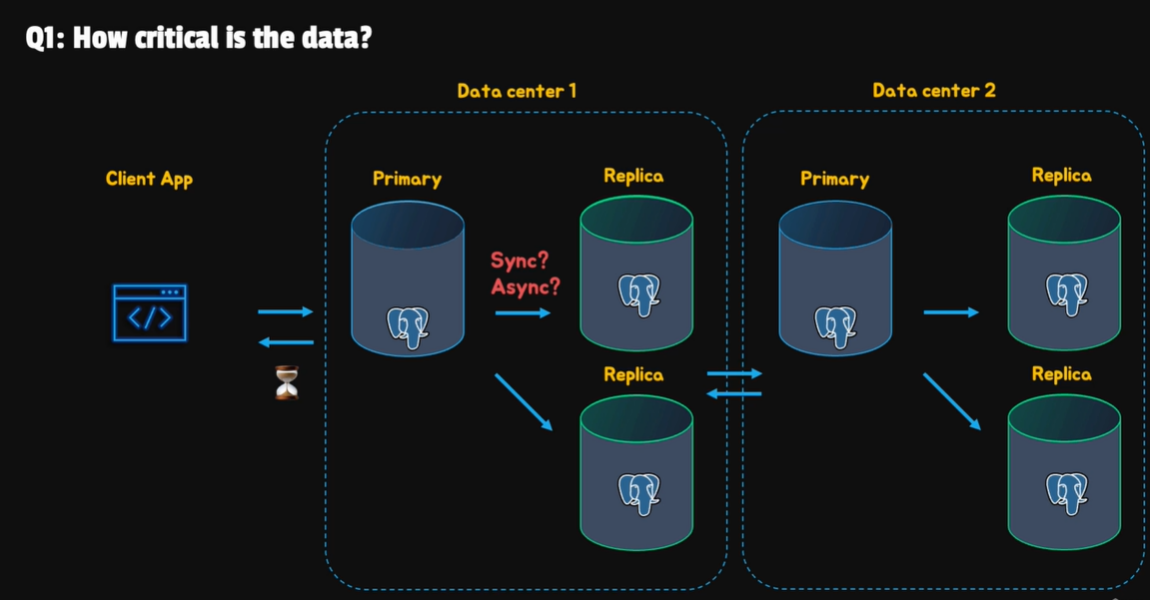 Q1: How critical is the data?
Data center 1
Data center 2
Client App
Primary
Replica
Primary
Replica
Sync?
Async?
</>
Replica
Replica